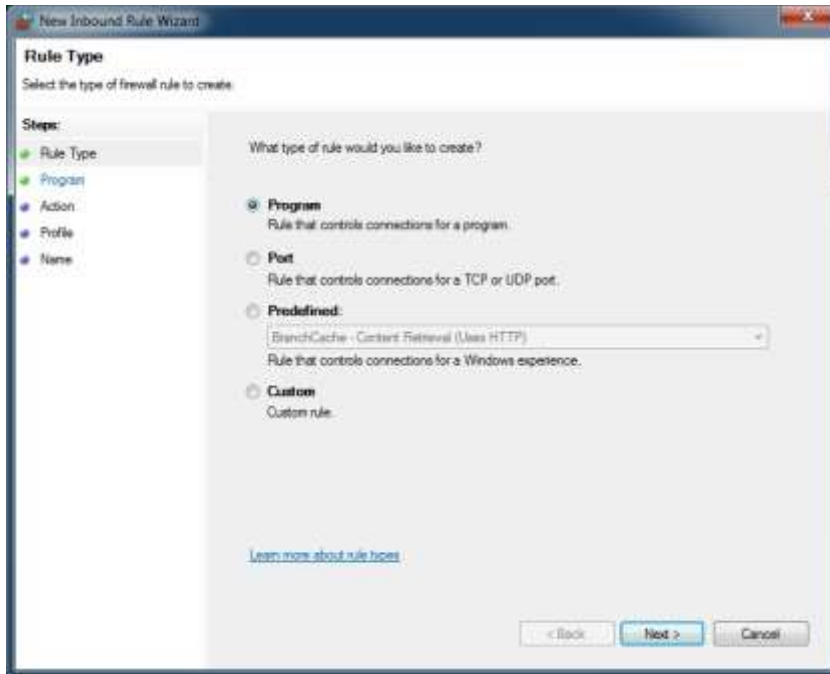 New Inbound Rule Wizard
Rule Type
Select the type of firewall rule to create.
Steps:
Rule Type
Program
Action
Profile
Name
What type of rule would you like to create?
Program
Rule that controls connections for a program.
Port
Rule that controls connections for a TCP or UDP port.
Predefined:
BranchCache - Content Retrieval (Uses HTTP)
Rule that controls connections for a Windows experience.
Custom
Custom rule.
Learn more about rule types
< Back Next > Cancel